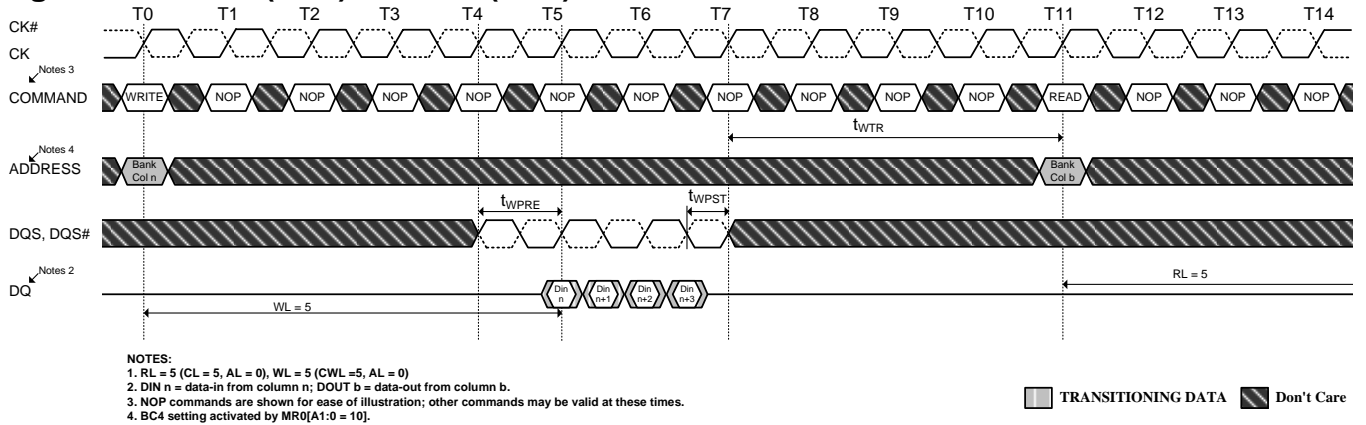 T0 T1 T2 T3 T4 T5 T6 T7 T8 T9 T10 T11 T12 T13 T14
CK#
CK
Notes 3
COMMAND WRITE NOP NOP NOP NOP NOP NOP NOP NOP NOP NOP READ NOP NOP NOP
tWTR
Notes 4
ADDRESS
Bank Bank
Col n Col b
tWPRE tWPST
DQS, DQS#
Notes 2
DQ
Din Din Din Din
n n+1 n+2 n+3
RL = 5
WL = 5
NOTES:
1. RL = 5 (CL = 5, AL = 0), WL = 5 (CWL =5, AL = 0)
2. DIN n = data-in from column n; DOUT b = data-out from column b.
3. NOP commands are shown for ease of illustration; other commands may be valid at these times.
4. BC4 setting activated by MR0[A1:0 = 10].
TRANSITIONING DATA Don't Care